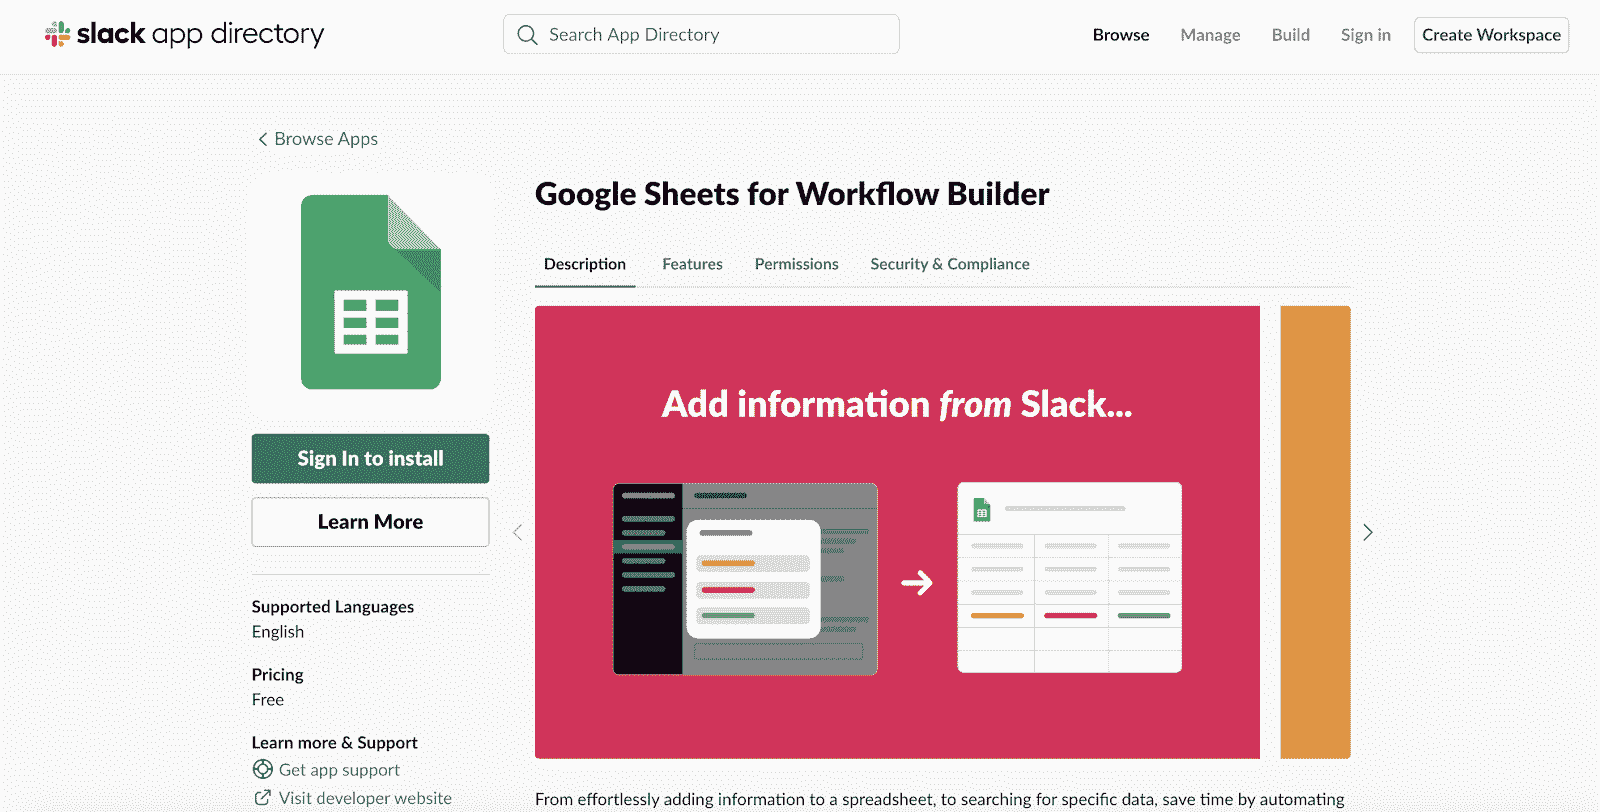 slack app directory
Search App Directory
Browse
Manage
Build
Sign in
Create Workspace
Browse Apps
Google Sheets for Workflow Builder
Description
Features
Permissions
Security & Compliance
Add information from Slack...
Sign In to install
Learn More
Supported Languages
English
Pricing
Free
Learn more & Support
Get app support
Visit developer website
From effortlessly adding information to a spreadsheet, to searching for specific data, save time by automating